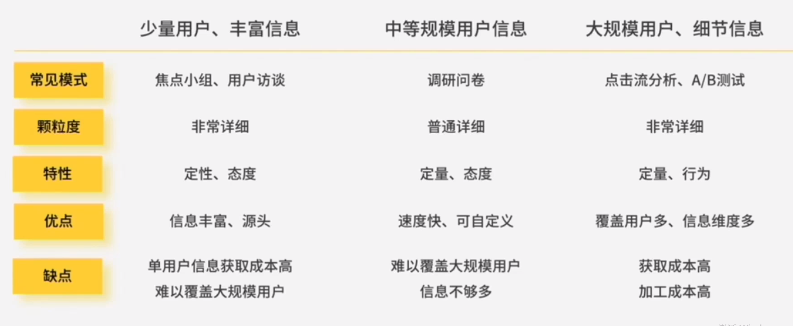 少量用户、丰富信息 中等规模用户信息 大规模用户、细节信息
常见模式 焦点小组、用户访谈 调研问卷 点击流分析、A/B测试
颗粒度 非常详细 普通详细 非常详细
特性 定性、态度 定量、态度 定量、行为
优点 信息丰富、源头 速度快、可自定义 覆盖用户多、信息维度多
缺点 单用户信息获取成本高 难以覆盖大规模用户 获取成本高
难以覆盖大规模用户 信息不够多 加工成本高